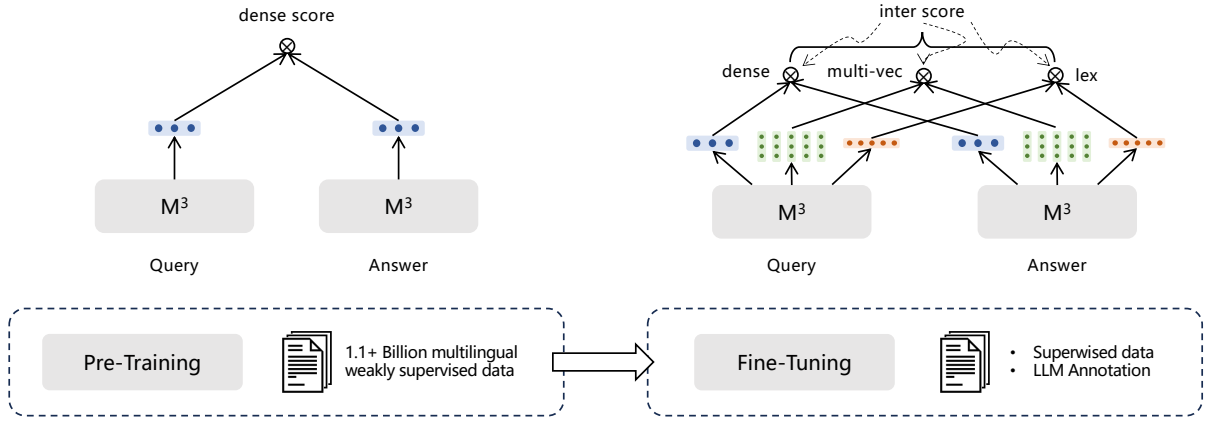 dense score
M³
M³
Query
Answer
inter score
dense
multi-vec
lex
M³
M³
Query
Answer
Pre-Training
1.1+ Billion multilingual
weakly supervised data
Fine-Tuning
• Superwised data
• LLM Annotation